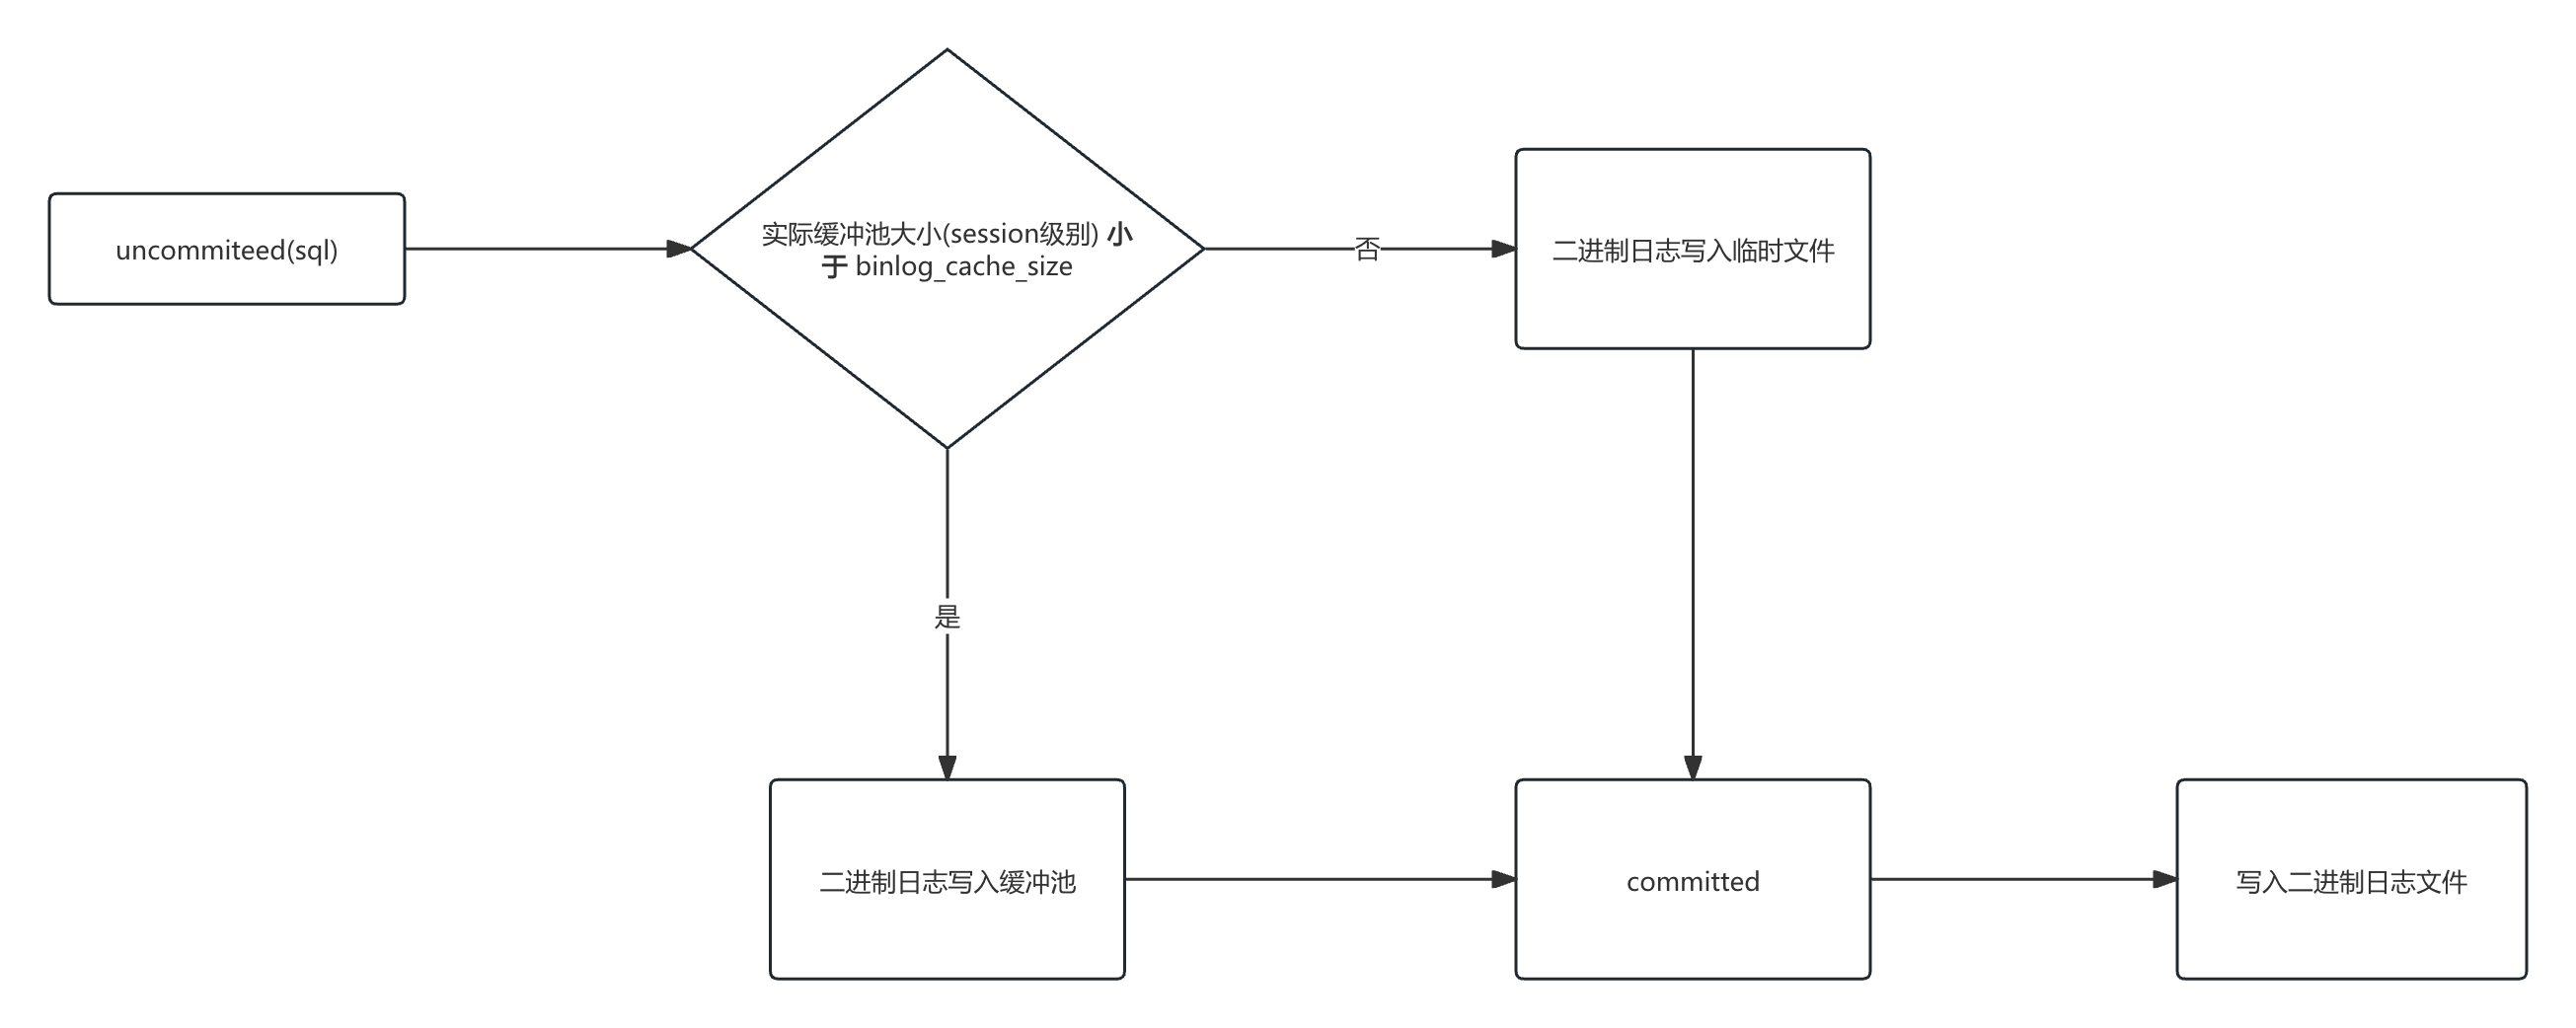 uncommiteed(sql)
实际缓冲池大小(session级别) 小
于 binlog_cache_size
否
二进制日志写入临时文件
是
二进制日志写入缓冲池
committed
写入二进制日志文件